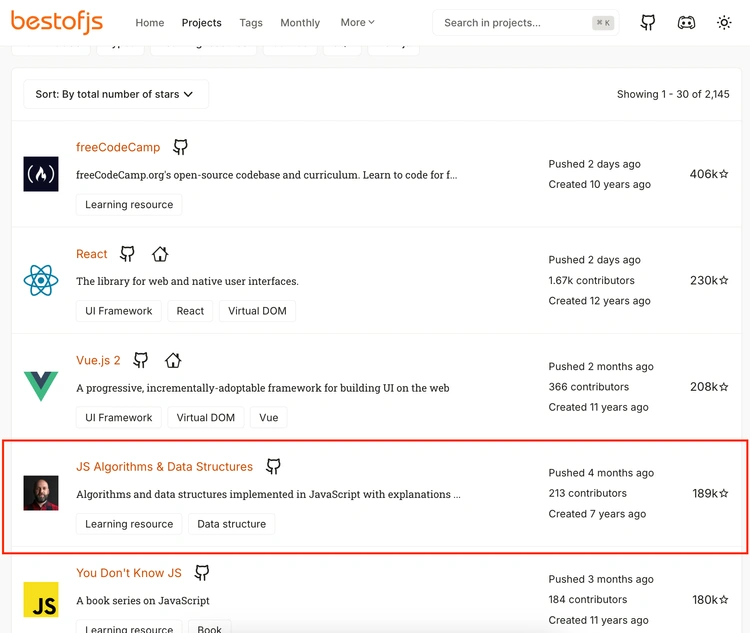 bestofjs
Home Projects Tags Monthly More Search in projects... ⌘ K
Sort: By total number of stars Showing 1 - 30 of 2,145
freeCodeCamp
freeCodeCamp.org's open-source codebase and curriculum. Learn to code for f...
Learning resource
Pushed 2 days ago
Created 10 years ago
406k
React
The library for web and native user interfaces.
UI Framework React Virtual DOM
Pushed 2 days ago
1.67k contributors
Created 12 years ago
230k
Vue.js 2
A progressive, incrementally-adoptable framework for building UI on the web
UI Framework Virtual DOM Vue
Pushed 2 months ago
366 contributors
Created 11 years ago
208k
JS Algorithms & Data Structures
Algorithms and data structures implemented in JavaScript with explanations ...
Learning resource Data structure
Pushed 4 months ago
213 contributors
Created 7 years ago
189k
JS
You Don't Know JS
A book series on JavaScript
Learning resource Book
Pushed 3 months ago
184 contributors
Created 11 years ago
180k